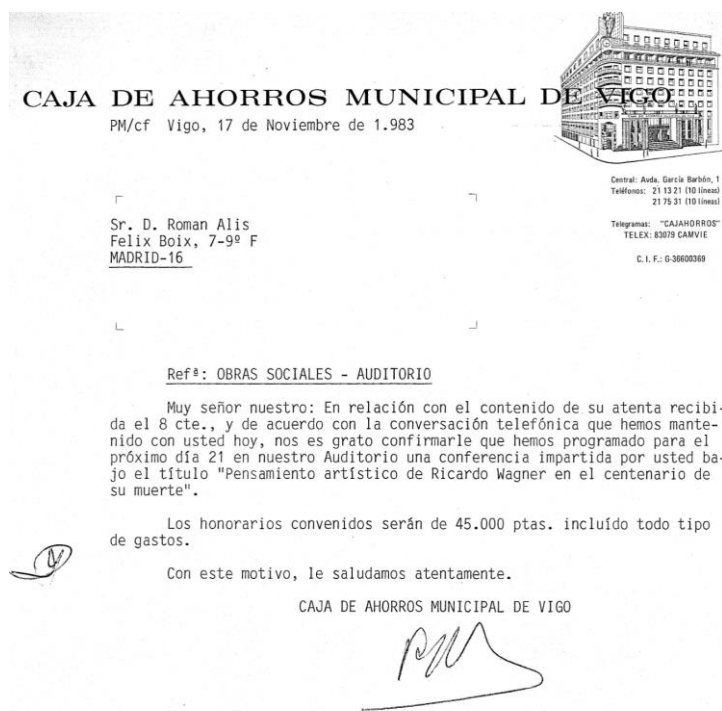 CAJA DE AHORROS MUNICIPAL DE VIGO
PM/cf Vigo, 17 de Noviembre de 1.983
Central: Avda. García Barbón, 1
Teléfonos: 21 13 21 (10 líneas)
21 75 31 (10 líneas)
Telegramas: "CAJAHORROS"
TELEX: 83079 CAMVIE
C. I. F.: G-36600369
Sr. D. Roman Alis
Felix Boix, 7-9º F
MADRID-16
Refª: OBRAS SOCIALES - AUDITORIO
Muy señor nuestro: En relación con el contenido de su atenta recibi-
da el 8 cte., y de acuerdo con la conversación telefónica que hemos mante-
nido con usted hoy, nos es grato confirmarle que hemos programado para el
próximo día 21 en nuestro Auditorio una conferencia impartida por usted ba-
jo el título "Pensamiento artístico de Ricardo Wagner en el centenario de
su muerte".
Los honorarios convenidos serán de 45.000 ptas. incluído todo tipo
de gastos.
Con este motivo, le saludamos atentamente.
CAJA DE AHORROS MUNICIPAL DE VIGO